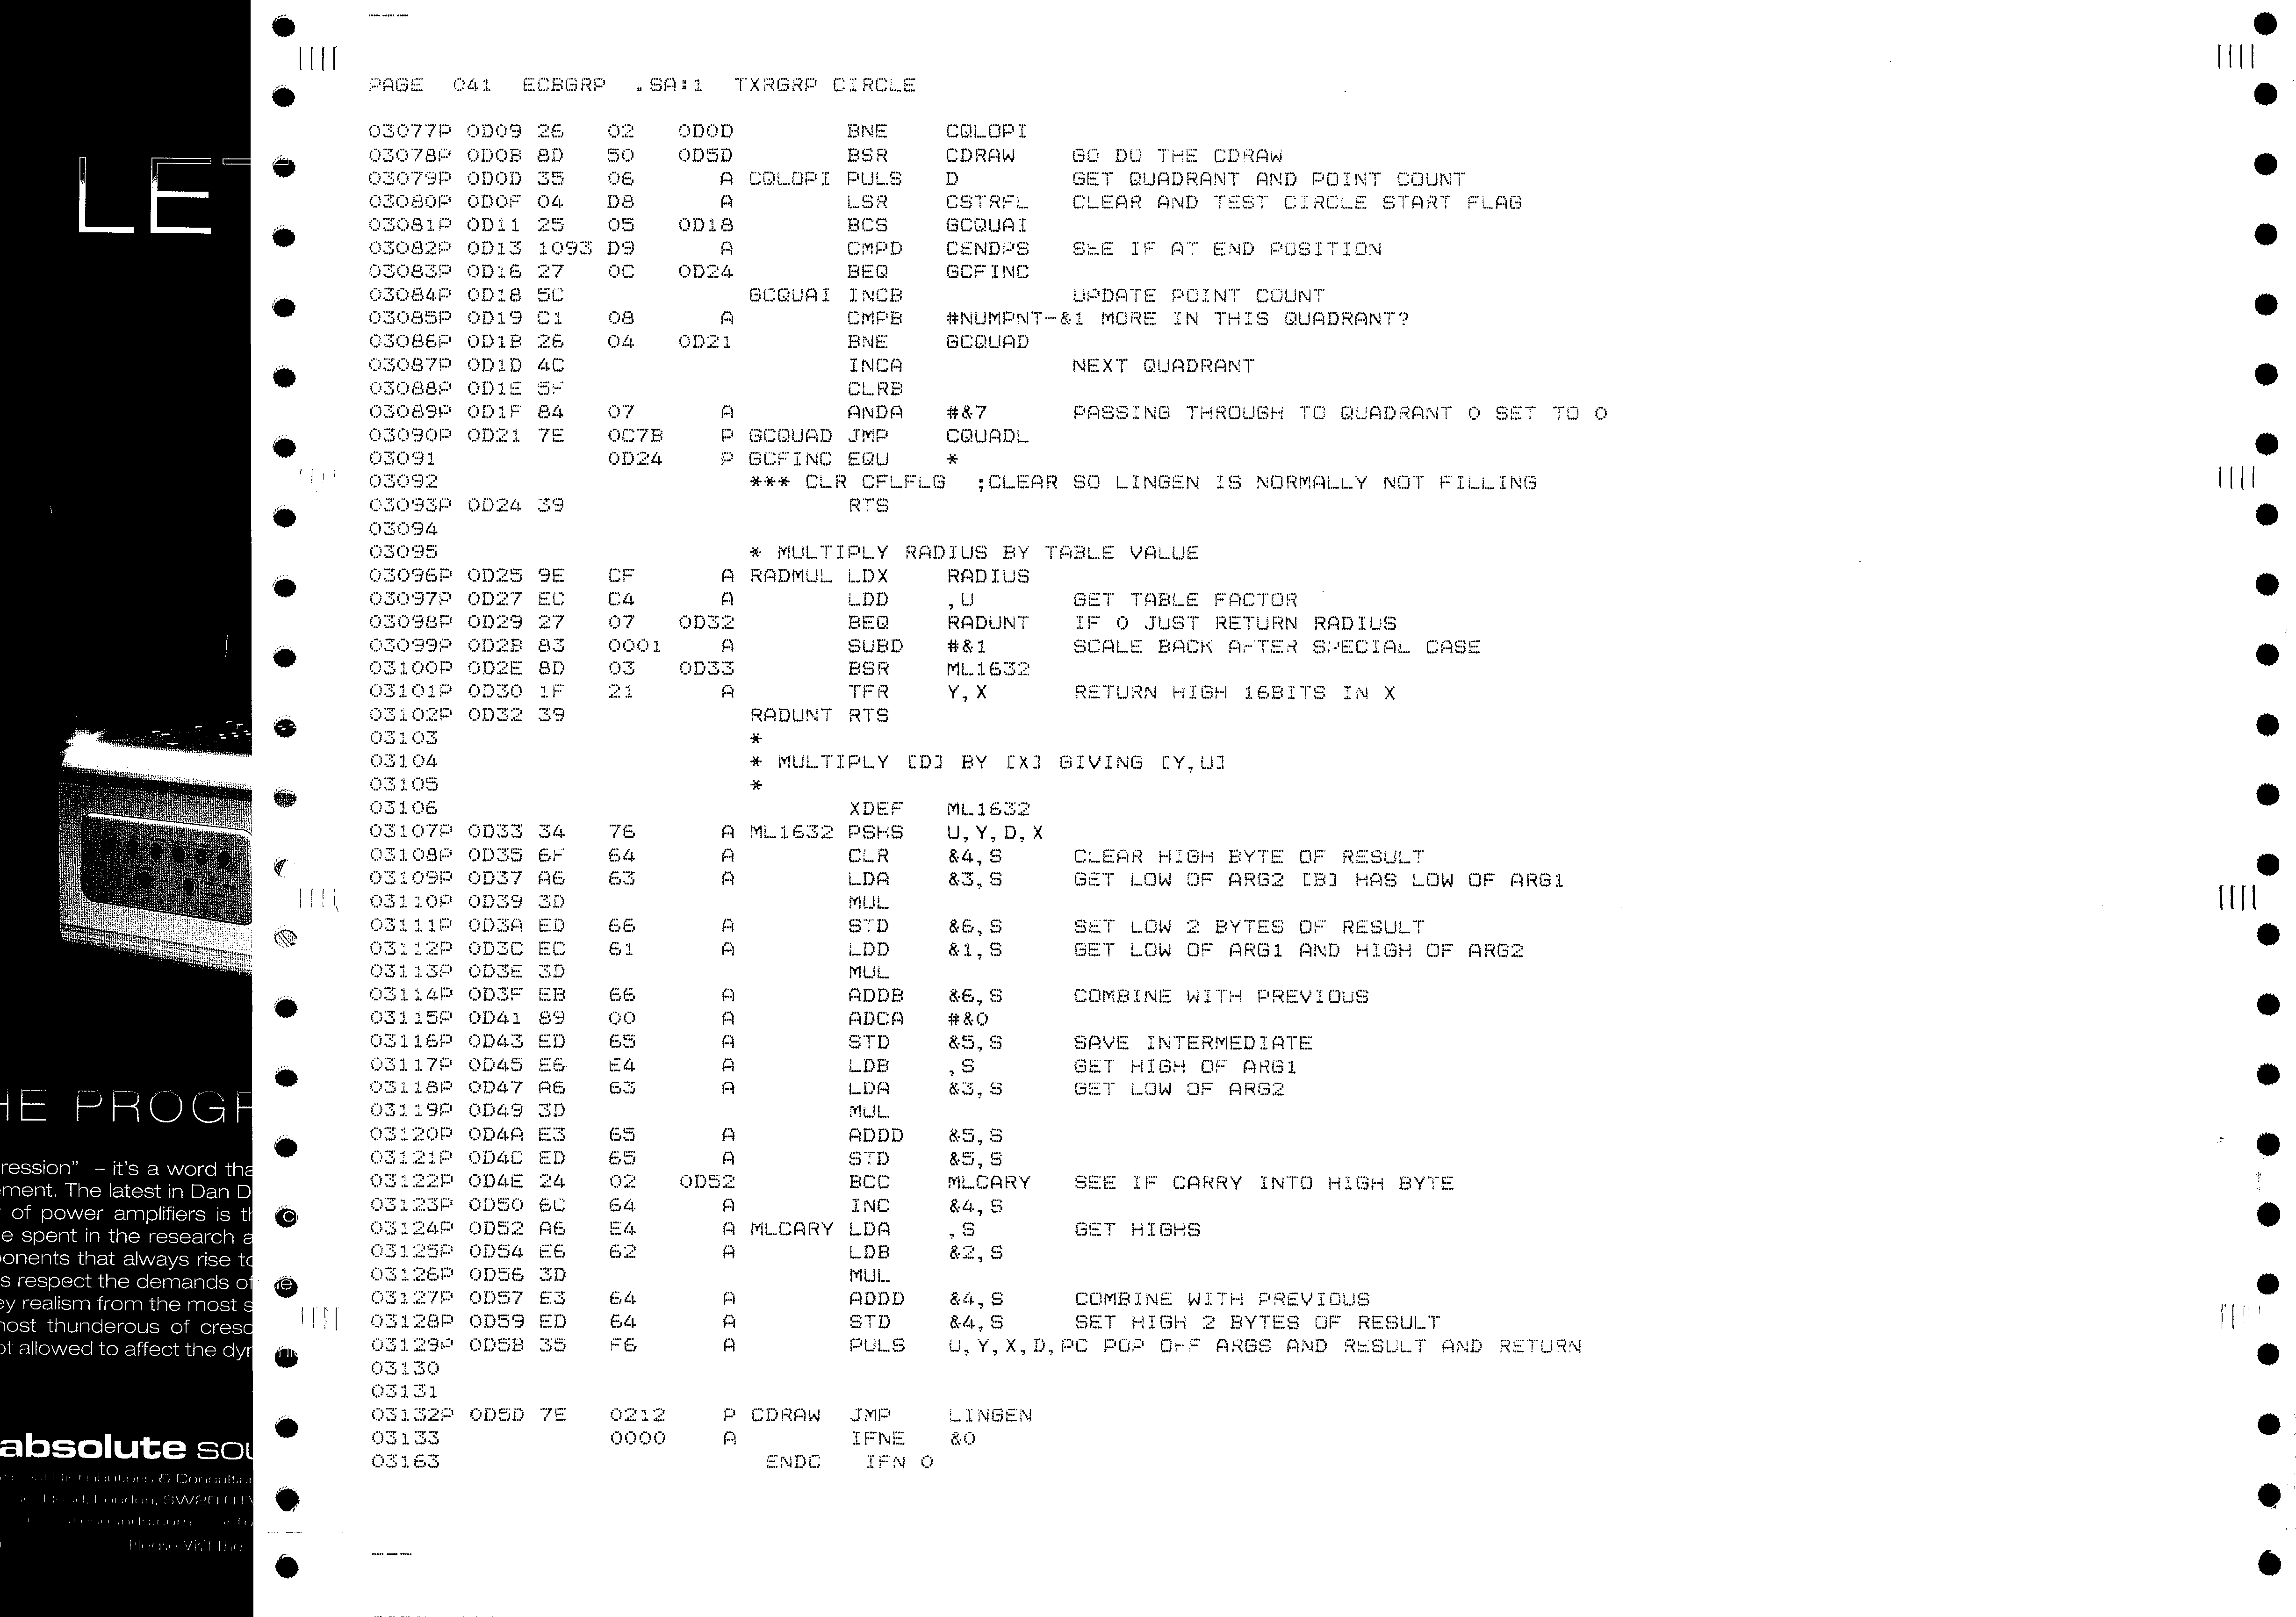 LET
PAGE 041 ECBGRP .SA:1 TXRGRP CIRCLE
03077P 0D09 26 02 0D0D BNE CQLOPI
03078P 0D0B 8D 50 0D5D BSR CDRAW GO DO THE CDRAW
03079P 0D0D 35 06 A CQLOPI PULS D GET QUADRANT AND POINT COUNT
03080P 0D0F 04 D8 A LSR CSTRFL CLEAR AND TEST CIRCLE START FLAG
03081P 0D11 25 05 0D18 BCS GCQUAI
03082P 0D13 1093 D9 A CMPD CENDPS SEE IF AT END POSITION
03083P 0D16 27 0C 0D24 BEQ GCFINC
03084P 0D18 5C GCQUAI INCB UPDATE POINT COUNT
03085P 0D19 C1 08 A CMPB #NUMPNT-&1 MORE IN THIS QUADRANT?
03086P 0D1B 26 04 0D21 BNE GCQUAD
03087P 0D1D 4C INCA NEXT QUADRANT
03088P 0D1E 5F CLRB
03089P 0D1F 84 07 A ANDA #&7 PASSING THROUGH TO QUADRANT 0 SET TO 0
03090P 0D21 7E 0C7B P GCQUAD JMP CQUADL
03091 0D24 P GCFINC EQU *
03092 *** CLR CFLFLG ;CLEAR SO LINGEN IS NORMALLY NOT FILLING
03093P 0D24 39 RTS
03094
03095 * MULTIPLY RADIUS BY TABLE VALUE
03096P 0D25 9E CF A RADMUL LDX RADIUS
03097P 0D27 EC C4 A LDD ,U GET TABLE FACTOR
03098P 0D29 27 07 0D32 BEQ RADUNT IF 0 JUST RETURN RADIUS
03099P 0D2B 83 0001 A SUBD #&1 SCALE BACK AFTER SPECIAL CASE
03100P 0D2E 8D 03 0D33 BSR ML1632
03101P 0D30 1F 21 A TFR Y,X RETURN HIGH 16BITS IN X
03102P 0D32 39 RADUNT RTS
03103 *
03104 * MULTIPLY [D] BY [X] GIVING [Y,U]
03105 *
03106 XDEF ML1632
03107P 0D33 34 76 A ML1632 PSHS U,Y,D,X
03108P 0D35 6F 64 A CLR &4,S CLEAR HIGH BYTE OF RESULT
03109P 0D37 A6 63 A LDA &3,S GET LOW OF ARG2 [B] HAS LOW OF ARG1
03110P 0D39 3D MUL
03111P 0D3A ED 66 A STD &6,S SET LOW 2 BYTES OF RESULT
03112P 0D3C EC 61 A LDD &1,S GET LOW OF ARG1 AND HIGH OF ARG2
03113P 0D3E 3D MUL
03114P 0D3F EB 66 A ADDB &6,S COMBINE WITH PREVIOUS
03115P 0D41 89 00 A ADCA #&0
03116P 0D43 ED 65 A STD &5,S SAVE INTERMEDIATE
03117P 0D45 E6 E4 A LDB ,S GET HIGH OF ARG1
03118P 0D47 A6 63 A LDA &3,S GET LOW OF ARG2
03119P 0D49 3D MUL
03120P 0D4A E3 65 A ADDD &5,S
03121P 0D4C ED 65 A STD &5,S
03122P 0D4E 24 02 0D52 BCC MLCARY SEE IF CARRY INTO HIGH BYTE
03123P 0D50 6C 64 A INC &4,S
03124P 0D52 A6 E4 A MLCARY LDA ,S GET HIGHS
03125P 0D54 E6 62 A LDB &2,S
03126P 0D56 3D MUL
03127P 0D57 E3 64 A ADDD &4,S COMBINE WITH PREVIOUS
03128P 0D59 ED 64 A STD &4,S SET HIGH 2 BYTES OF RESULT
03129P 0D5B 35 F6 A PULS U,Y,X,D,PC POP OFF ARGS AND RESULT AND RETURN
03130
03131
03132P 0D5D 7E 0212 P CDRAW JMP LINGEN
03133 0000 A IFNE &0
03163 ENDC IFN 0
HE PROGR
ression" – it's a word tha
ement. The latest in Dan D
of power amplifiers is th
e spent in the research a
onents that always rise to
s respect the demands of
ey realism from the most s
nost thunderous of cresc
ot allowed to affect the dyn
absolute sou
Distributors & Consultan
Road, London, SW20 0TW
Please Visit the